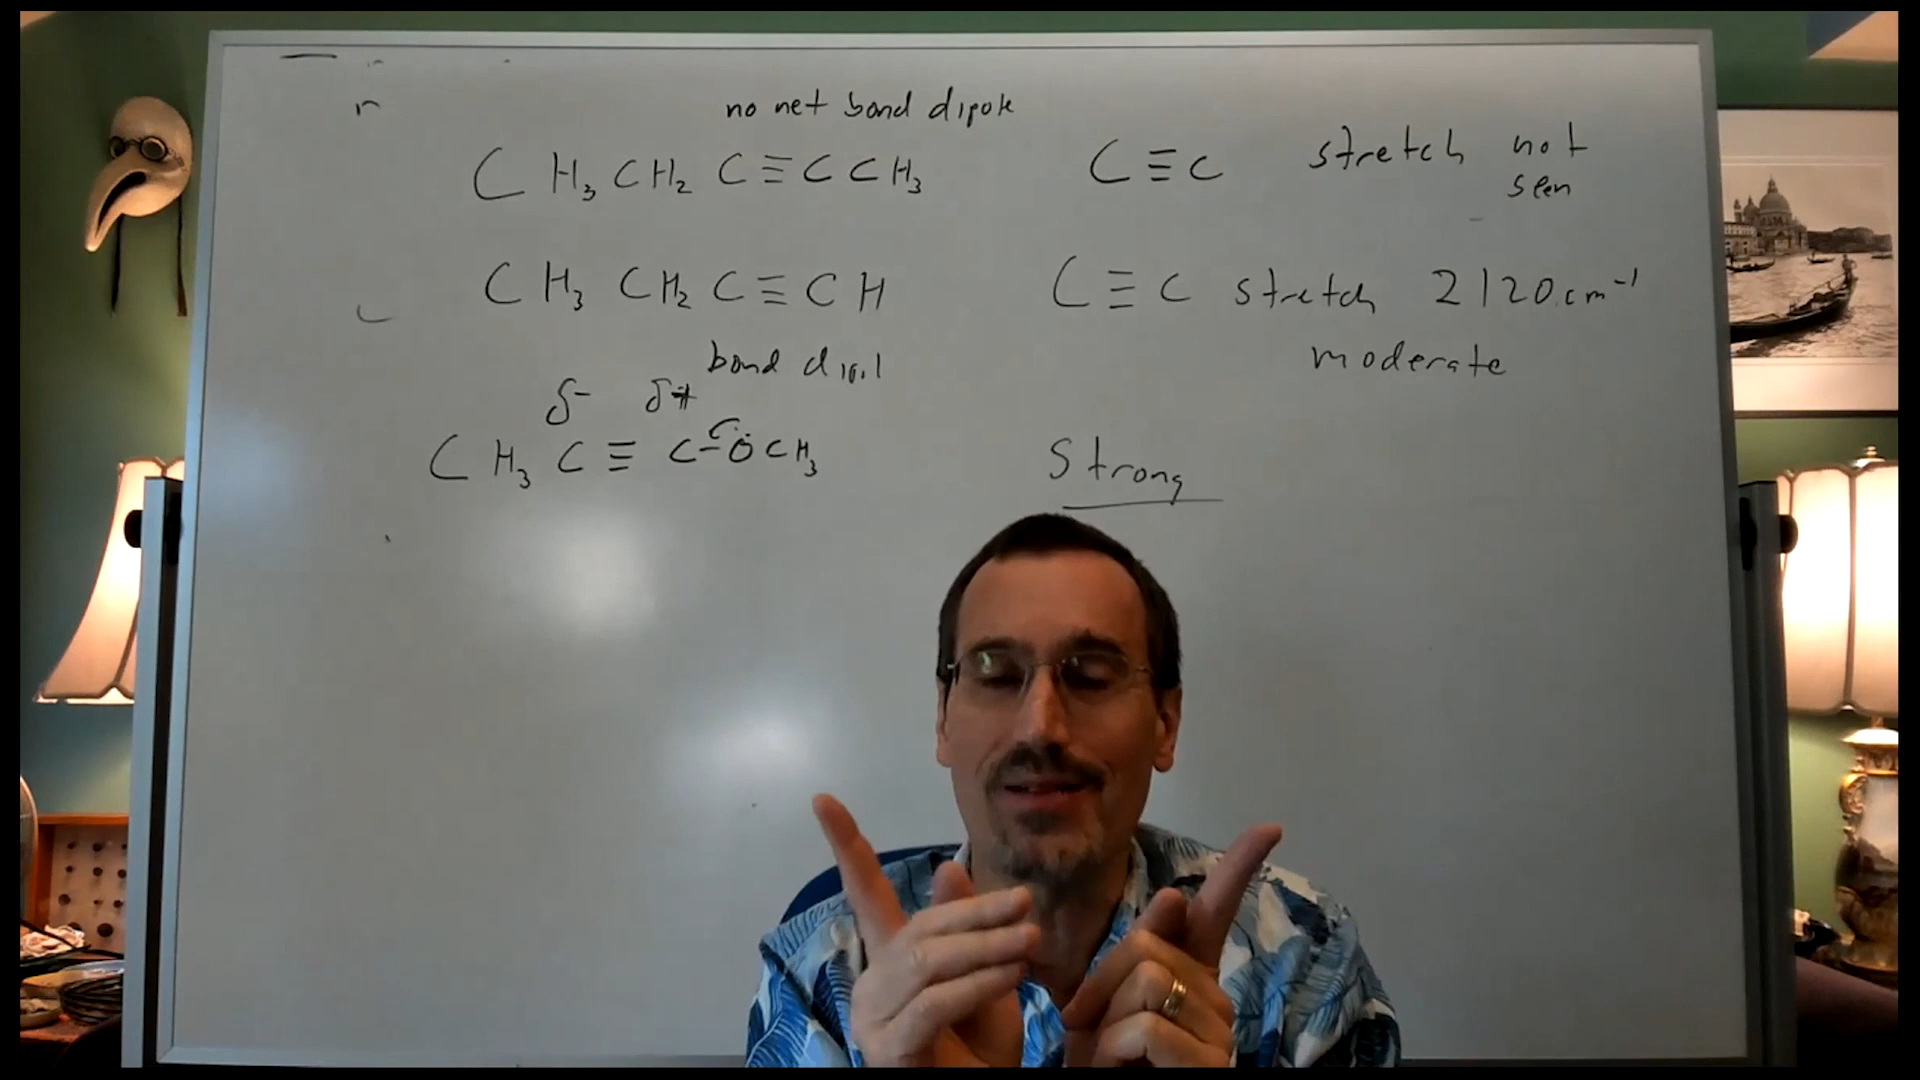 no net bond dipole
CH₃CH₂C≡CCH₃ C≡C stretch not seen
CH₃CH₂C≡CH C≡C stretch 2120 cm⁻¹
bond moderate
δ- δ+
CH₃C≡C-ÖCH₃ Strong